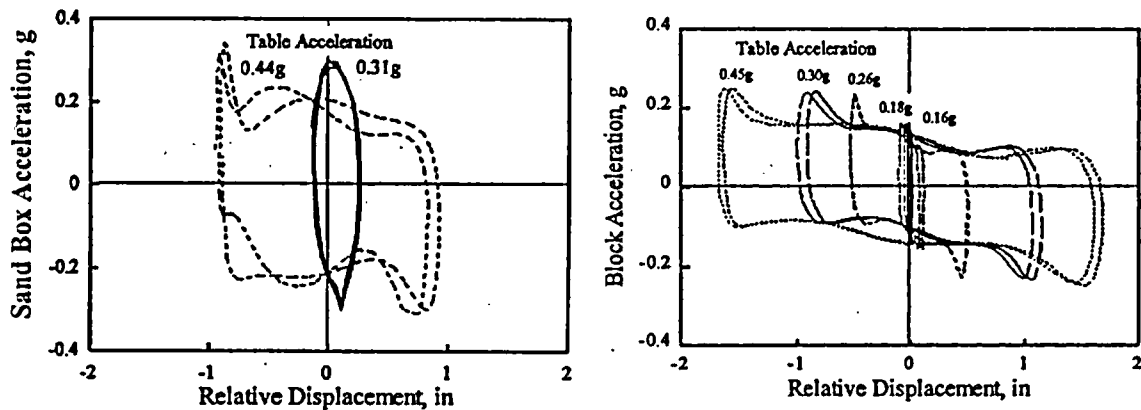 0.4
0.2
0
-0.2
-0.4
Sand Box Acceleration, g
Table Acceleration
0.44g
0.31g
-2
-1
0
1
2
Relative Displacement, in
0.4
0.2
0
-0.2
-0.4
Block Acceleration, g
Table Acceleration
0.45g
0.30g
0.26g
0.18g
0.16g
-2
-1
0
1
2
Relative Displacement, in